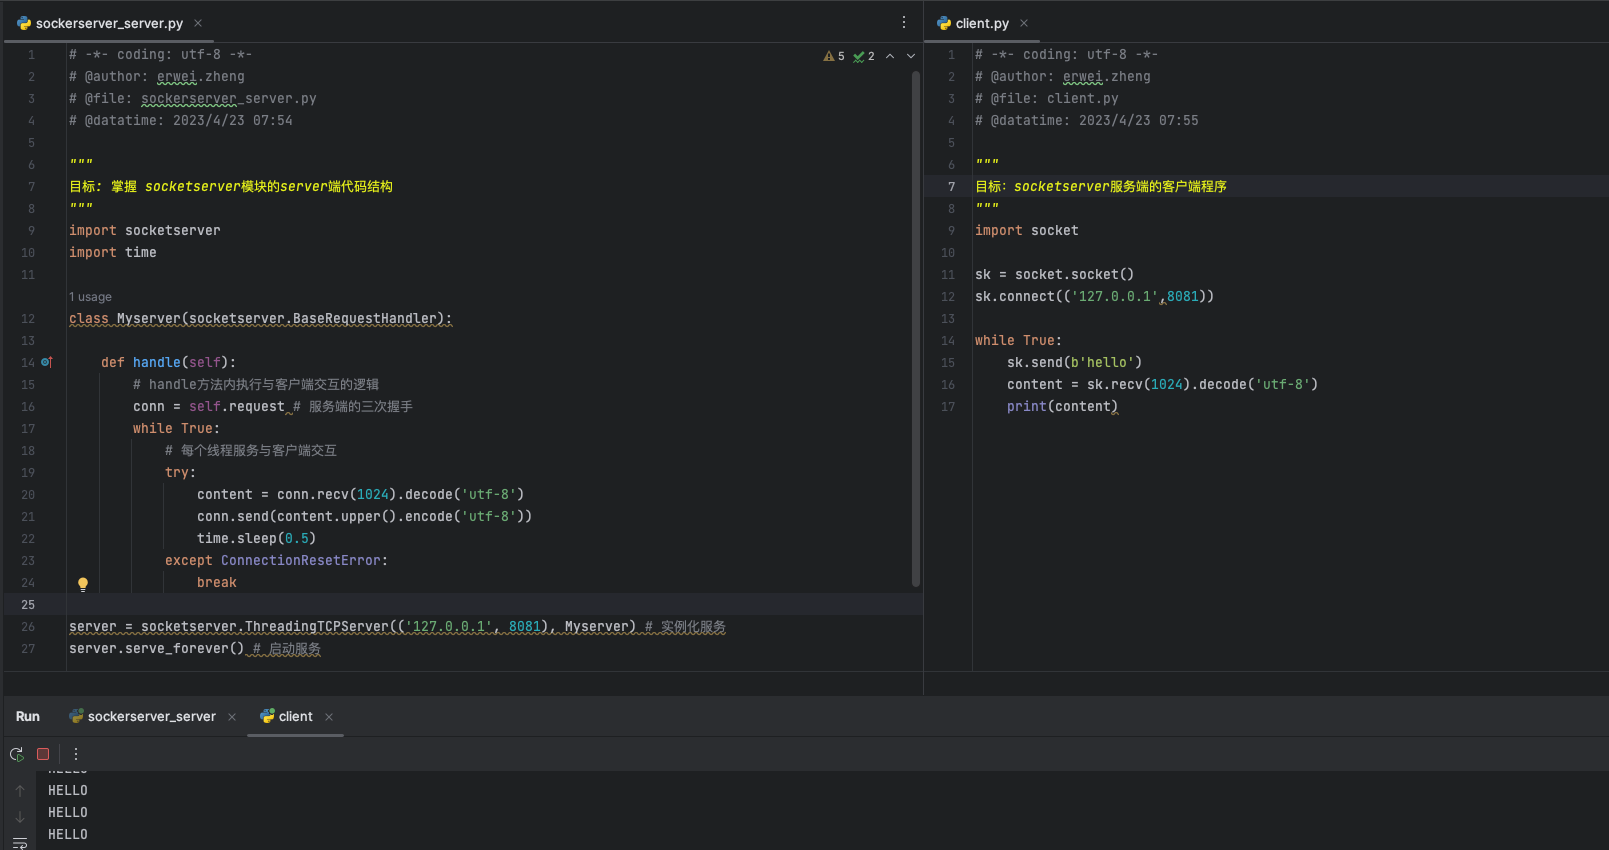 sockerserver_server.py
# -*- coding: utf-8 -*-
# @author: erwei.zheng
# @file: sockerserver_server.py
# @datatime: 2023/4/23 07:54
"""
目标: 掌握 socketserver模块的server端代码结构
"""
import socketserver
import time
1 usage
class Myserver(socketserver.BaseRequestHandler):
def handle(self):
# handle方法内执行与客户端交互的逻辑
conn = self.request # 服务端的三次握手
while True:
# 每个线程服务与客户端交互
try:
content = conn.recv(1024).decode('utf-8')
conn.send(content.upper().encode('utf-8'))
time.sleep(0.5)
except ConnectionResetError:
break
server = socketserver.ThreadingTCPServer(('127.0.0.1', 8081), Myserver) # 实例化服务
server.serve_forever() # 启动服务
5 2
1
2
3
4
5
6
7
8
9
10
11
12
13
14
15
16
17
18
19
20
21
22
23
24
25
26
27
client.py
# -*- coding: utf-8 -*-
# @author: erwei.zheng
# @file: client.py
# @datatime: 2023/4/23 07:55
"""
目标: socketserver服务端的客户端程序
"""
import socket
sk = socket.socket()
sk.connect(('127.0.0.1',8081))
while True:
sk.send(b'hello')
content = sk.recv(1024).decode('utf-8')
print(content)
1
2
3
4
5
6
7
8
9
10
11
12
13
14
15
16
17
Run sockerserver_server client
HELLO
HELLO
HELLO
HELLO